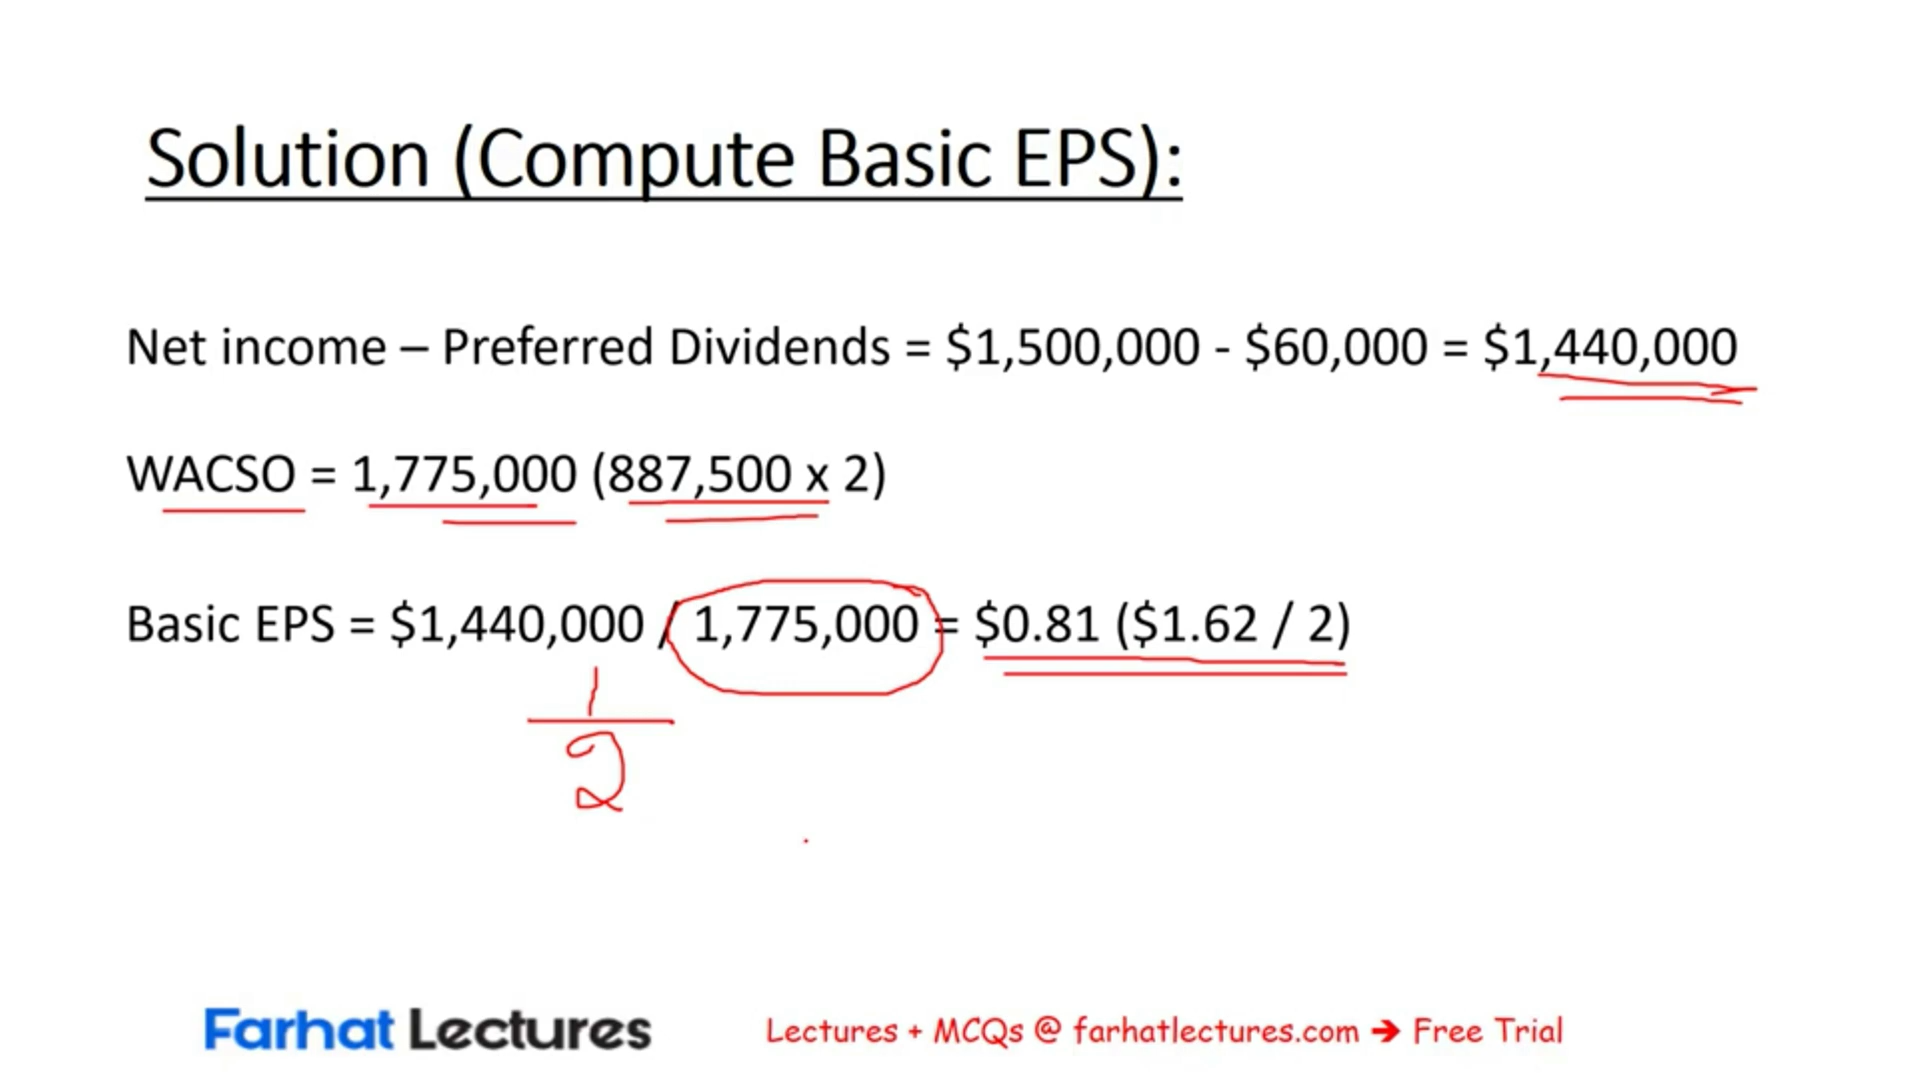 Solution (Compute Basic EPS):
Net income – Preferred Dividends = $1,500,000 - $60,000 = $1,440,000
WACSO = 1,775,000 (887,500 x 2)
Basic EPS = $1,440,000 / 1,775,000 = $0.81 ($1.62 / 2)
1
2
Farhat Lectures
Lectures + MCQs @ farhatlectures.com ➔ Free Trial